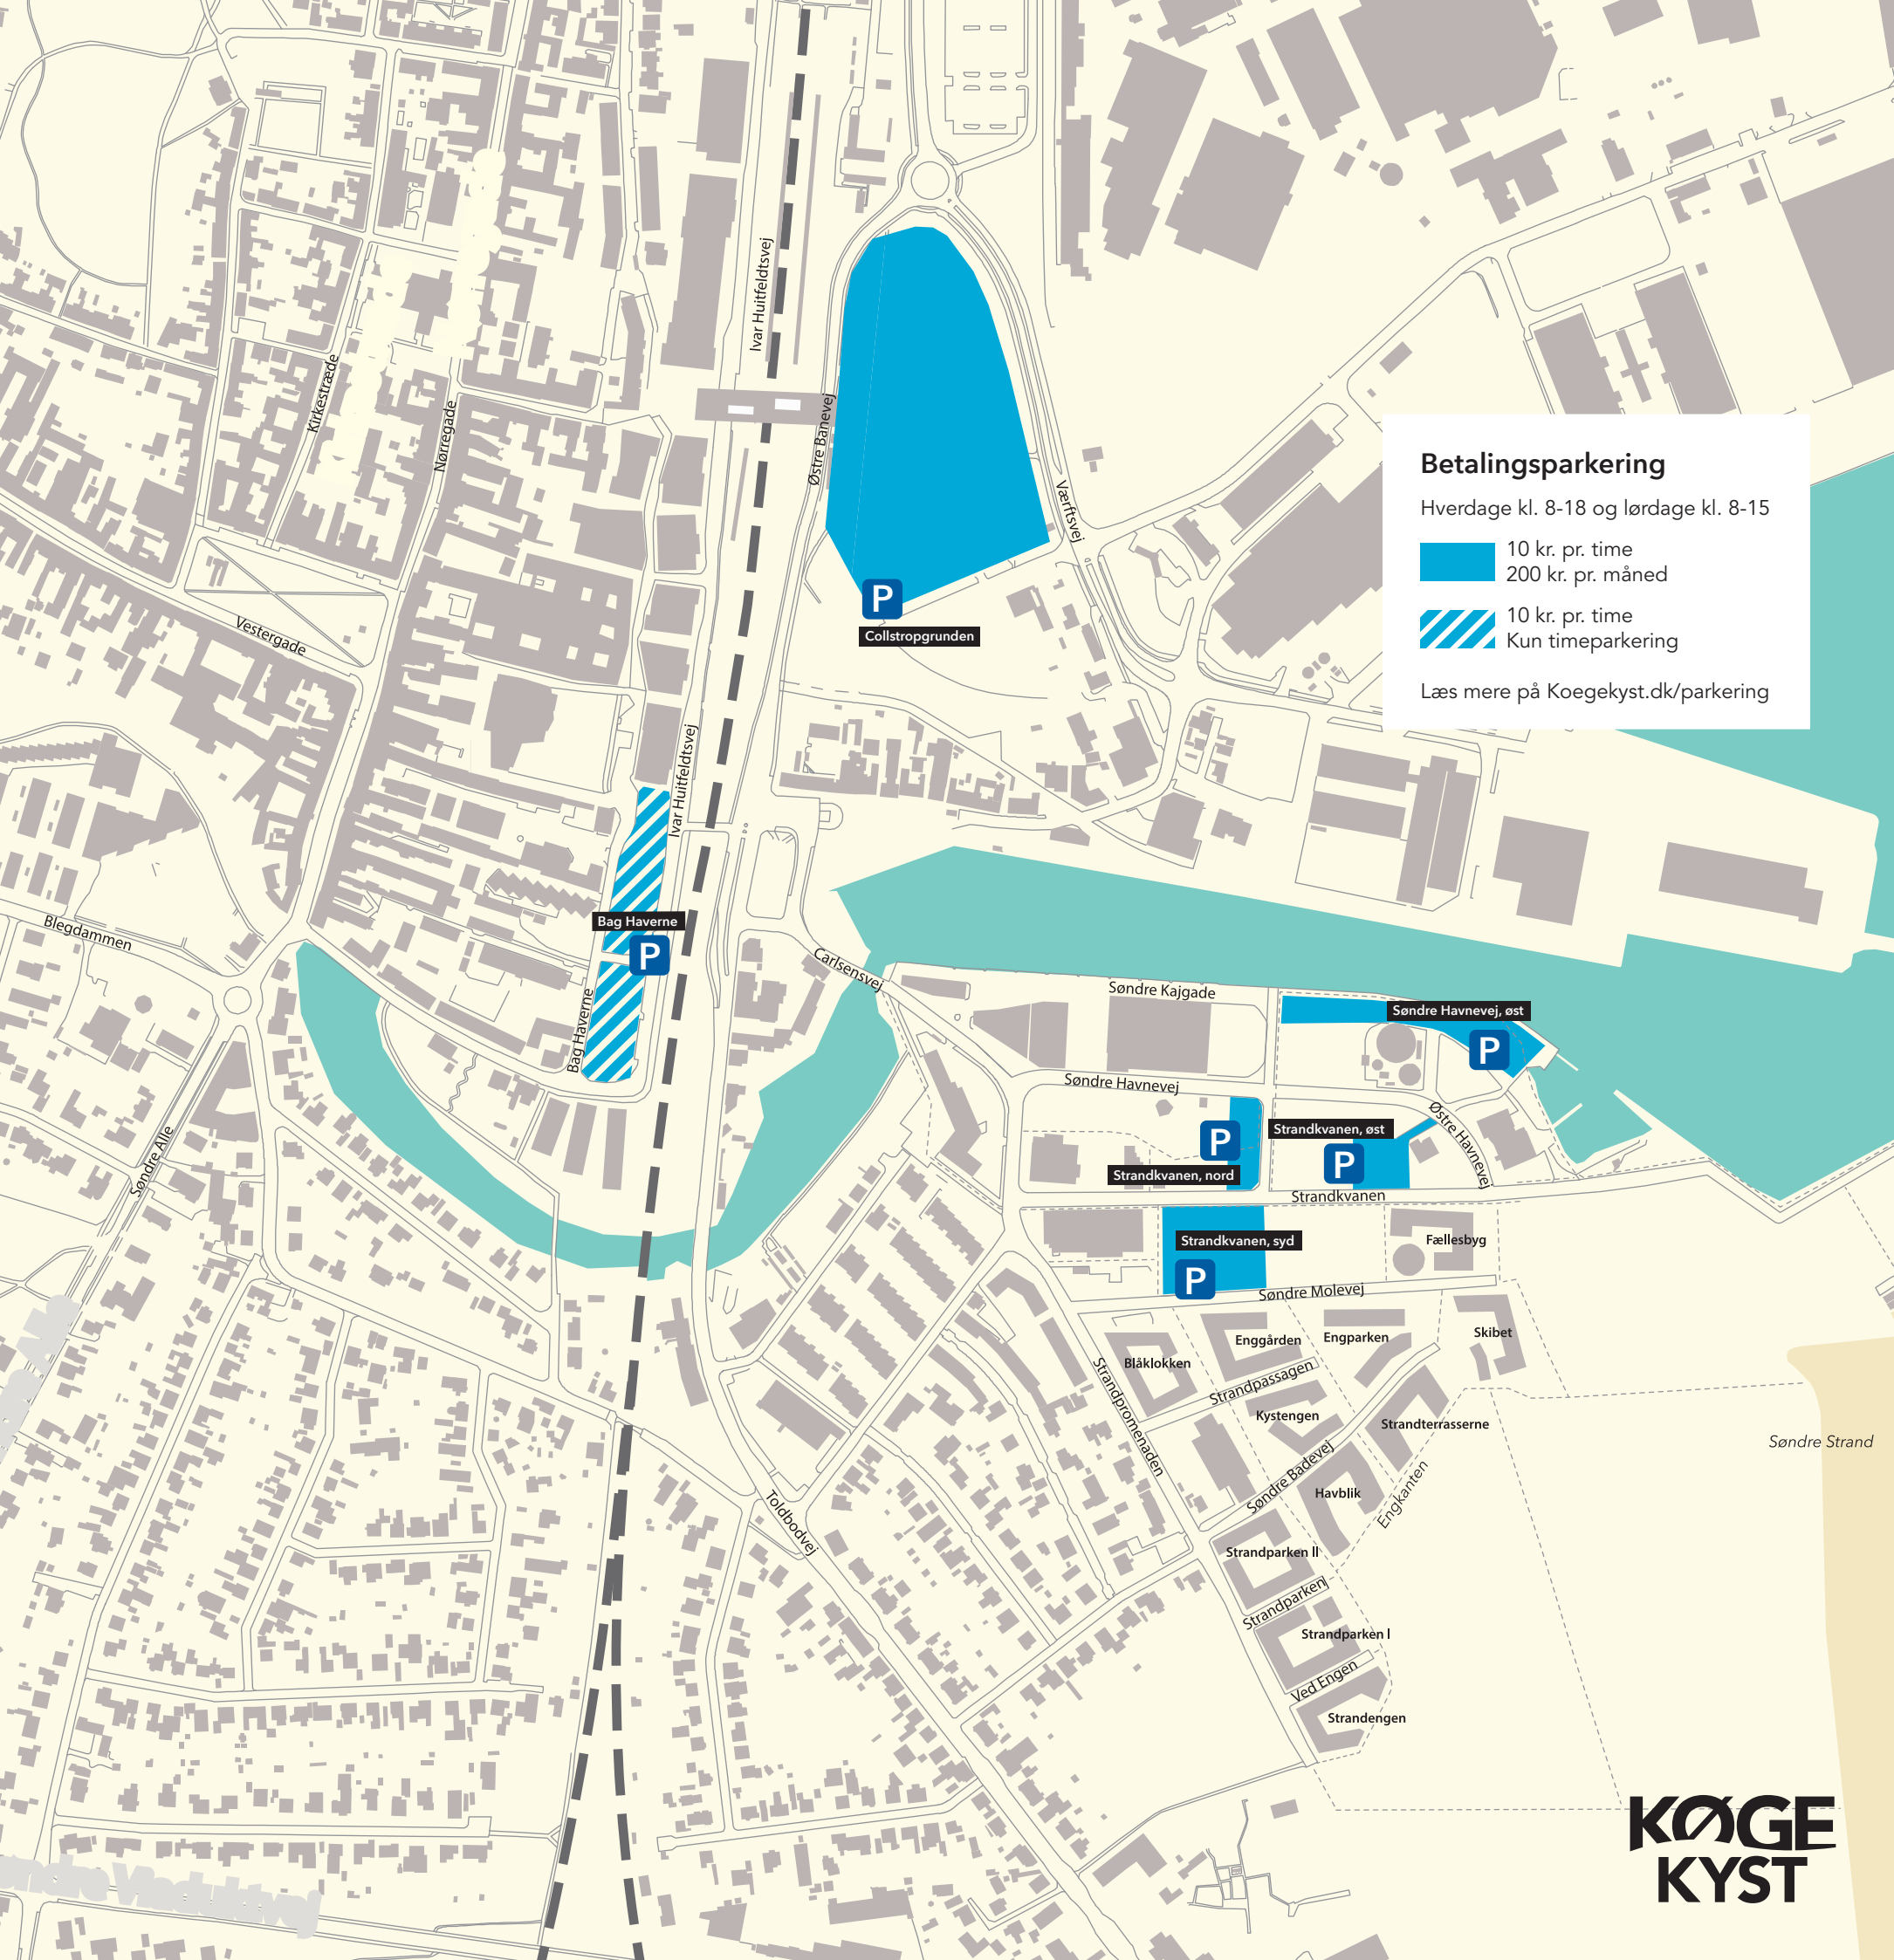 Ivar Huitfeldtsvej
Kirkestræde
Nørregade
Østre Banevej
Værftsvej
Betalingsparkering
Hverdage kl. 8-18 og lørdage kl. 8-15
10 kr. pr. time
200 kr. pr. måned
10 kr. pr. time
Kun timeparkering
Læs mere på Koegekyst.dk/parkering
P
Collstropgrunden
Vestergade
Ivar Huitfeldtsvej
Blegdammen
Bag Haverne
P
Bag Haverne
Carlsensvej
Søndre Kajgade
Søndre Havnevej, øst
P
Søndre Havnevej
Østre Havnevej
Strandkvanen, øst
P
P
Strandkvanen, nord
Strandkvanen
Søndre Alle
Strandkvanen, syd
P
Fællesbyg
Søndre Molevej
Skibet
Enggården
Engparken
Blåklokken
Strandpassagen
Strandpromenaden
Kystengen
Strandterrasserne
Søndre Strand
Søndre Badevej
Havblik
Engkanten
Toldbodvej
Strandparken II
Strandparken
Strandparken I
Ved Engen
Strandengen
KØGE
KYST